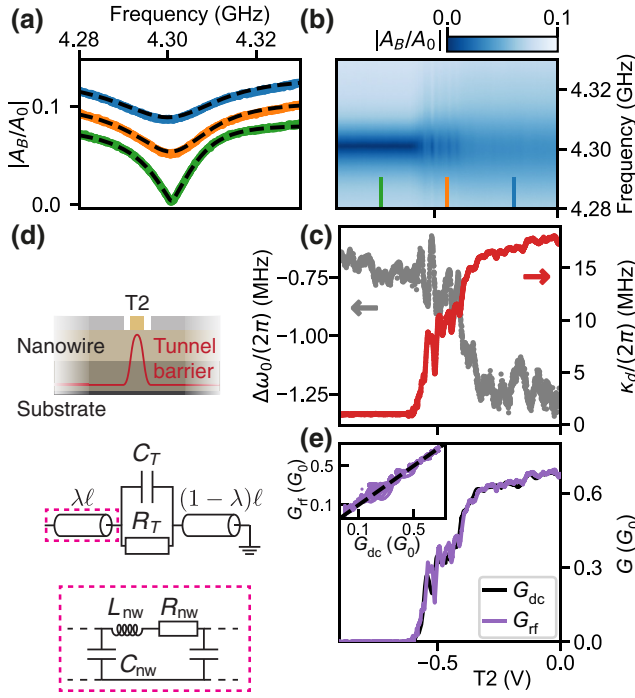 (a)
Frequency (GHz)
4.28 4.30 4.32
|A_B/A_0|
0.1
0.0
(b)
|A_B/A_0|
0.0 0.1
Frequency (GHz)
4.32
4.30
4.28
(d)
T2
Nanowire
Tunnel
barrier
Substrate
C_T
λℓ
(1 − λ)ℓ
R_T
L_nw R_nw
C_nw
(c)
Δω_0/(2π) (MHz)
−0.75
−1.00
−1.25
κ_d/(2π) (MHz)
15
10
5
0
(e)
G_rf (G_0)
0.5
0.1
0.1 0.5
G_dc (G_0)
G (G_0)
0.6
0.3
0.0
G_dc
G_rf
−0.5 0.0
T2 (V)